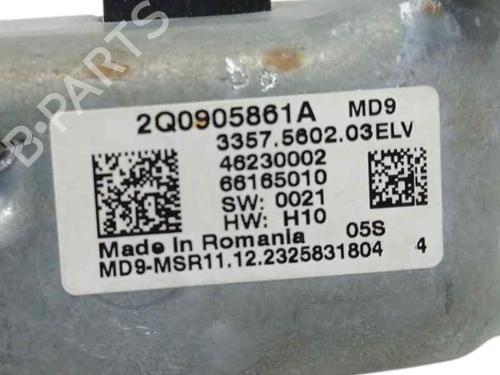 2Q0905861A MD9
3357.5602.03ELV
46230002
66165010
SW: 0021
HW: H10
Made In Romania 05S
MD9-MSR11.12.2325831804 4
B-PARTS